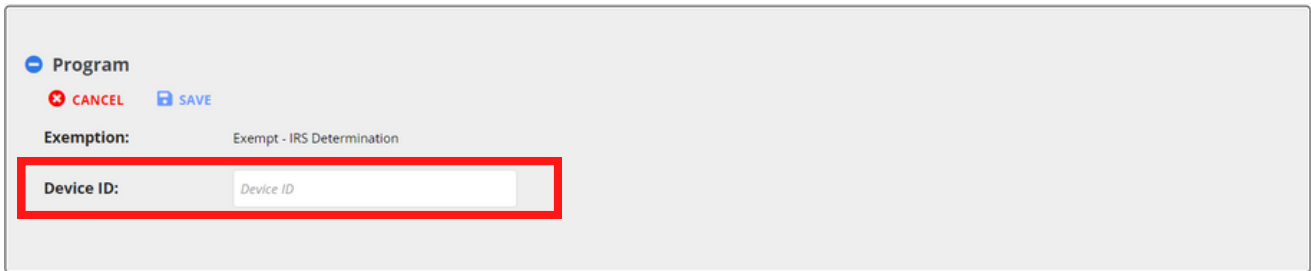 Program
CANCEL SAVE
Exemption: Exempt - IRS Determination
Device ID: Device ID